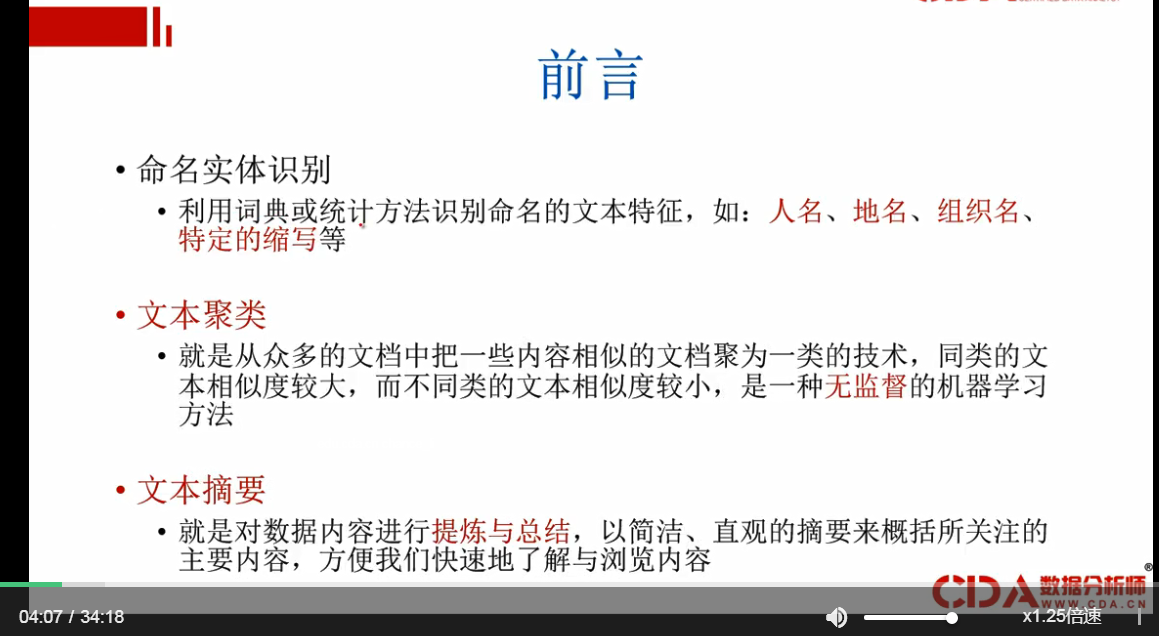 前言
• 命名实体识别
• 利用词典或统计方法识别命名的文本特征，如：人名、地名、组织名、
特定的缩写等
• 文本聚类
• 就是从众多的文档中把一些内容相似的文档聚为一类的技术，同类的文
本相似度较大，而不同类的文本相似度较小，是一种无监督的机器学习
方法
• 文本摘要
• 就是对数据内容进行提炼与总结，以简洁、直观的摘要来概括所关注的
主要内容，方便我们快速地了解与浏览内容
CDA 数据分析师 ®
WWW.CDA.CN
04:07 / 34:18
x1.25倍速